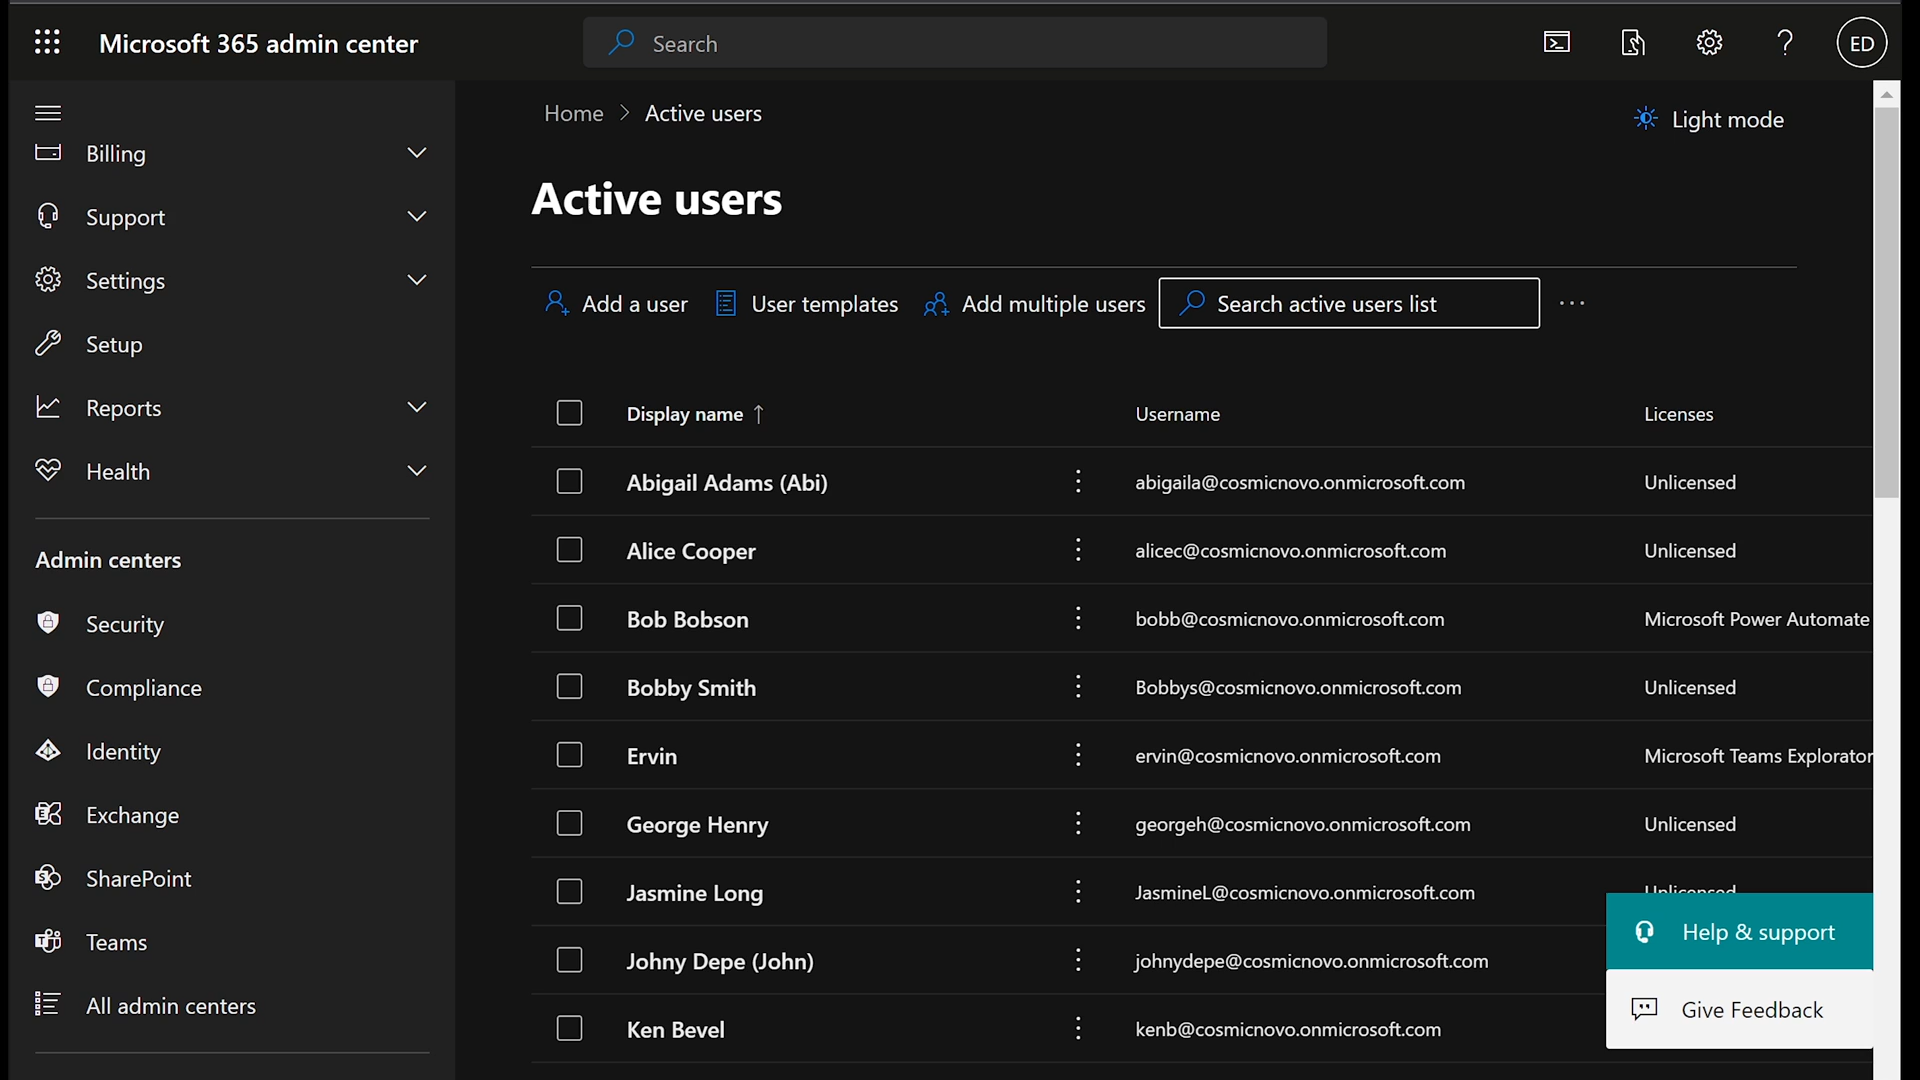 Microsoft 365 admin center
Search
ED
Billing
Support
Settings
Setup
Reports
Health
Admin centers
Security
Compliance
Identity
Exchange
SharePoint
Teams
All admin centers
Home > Active users
Light mode
Active users
Add a user
User templates
Add multiple users
Search active users list
Display name ↑ Username Licenses
Abigail Adams (Abi) abigaila@cosmicnovo.onmicrosoft.com Unlicensed
Alice Cooper alicec@cosmicnovo.onmicrosoft.com Unlicensed
Bob Bobson bobb@cosmicnovo.onmicrosoft.com Microsoft Power Automate
Bobby Smith Bobbys@cosmicnovo.onmicrosoft.com Unlicensed
Ervin ervin@cosmicnovo.onmicrosoft.com Microsoft Teams Explorator
George Henry georgeh@cosmicnovo.onmicrosoft.com Unlicensed
Jasmine Long JasmineL@cosmicnovo.onmicrosoft.com Unlicensed
Johny Depe (John) johnydepe@cosmicnovo.onmicrosoft.com
Ken Bevel kenb@cosmicnovo.onmicrosoft.com
Help & support
Give Feedback